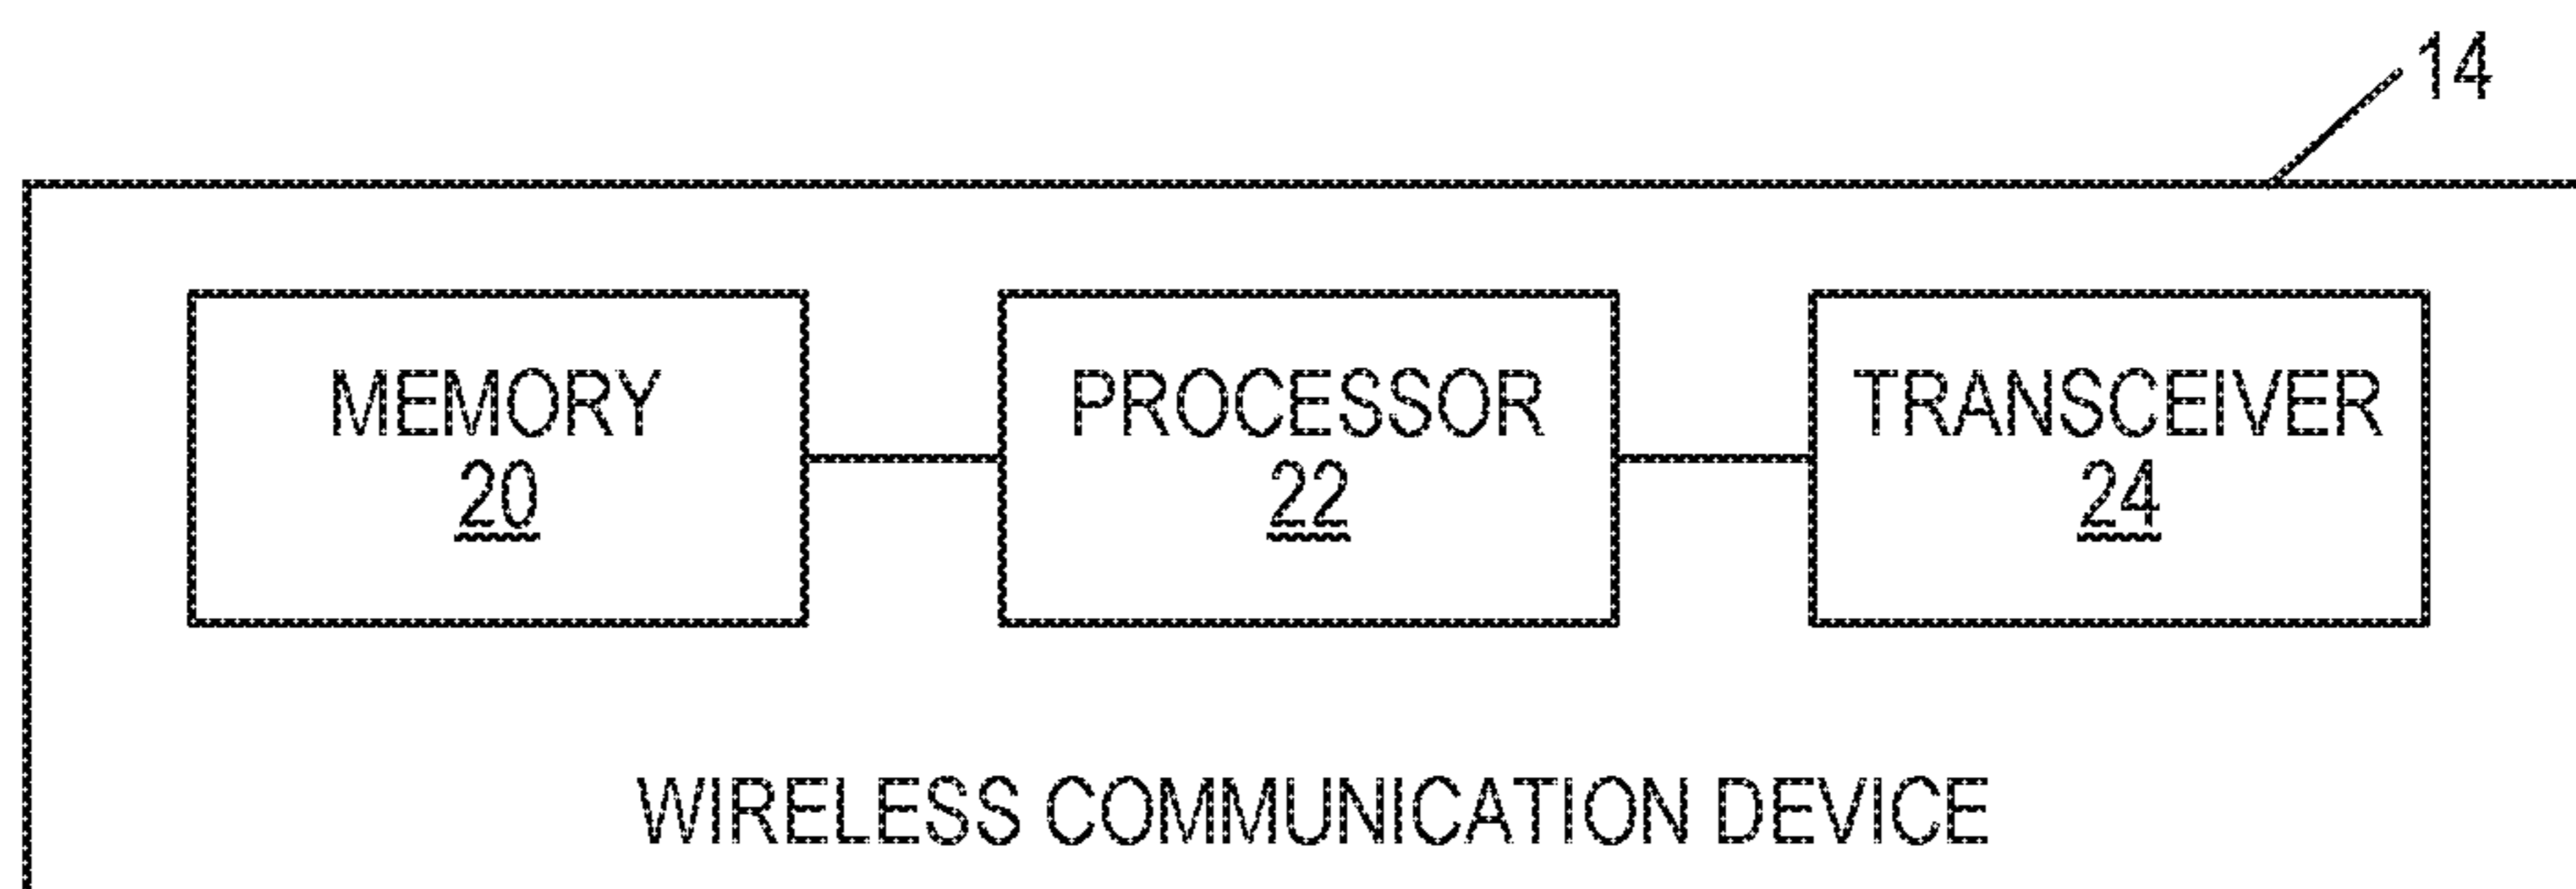 14
MEMORY PROCESSOR TRANSCEIVER
20 22 24
WIRELESS COMMUNICATION DEVICE